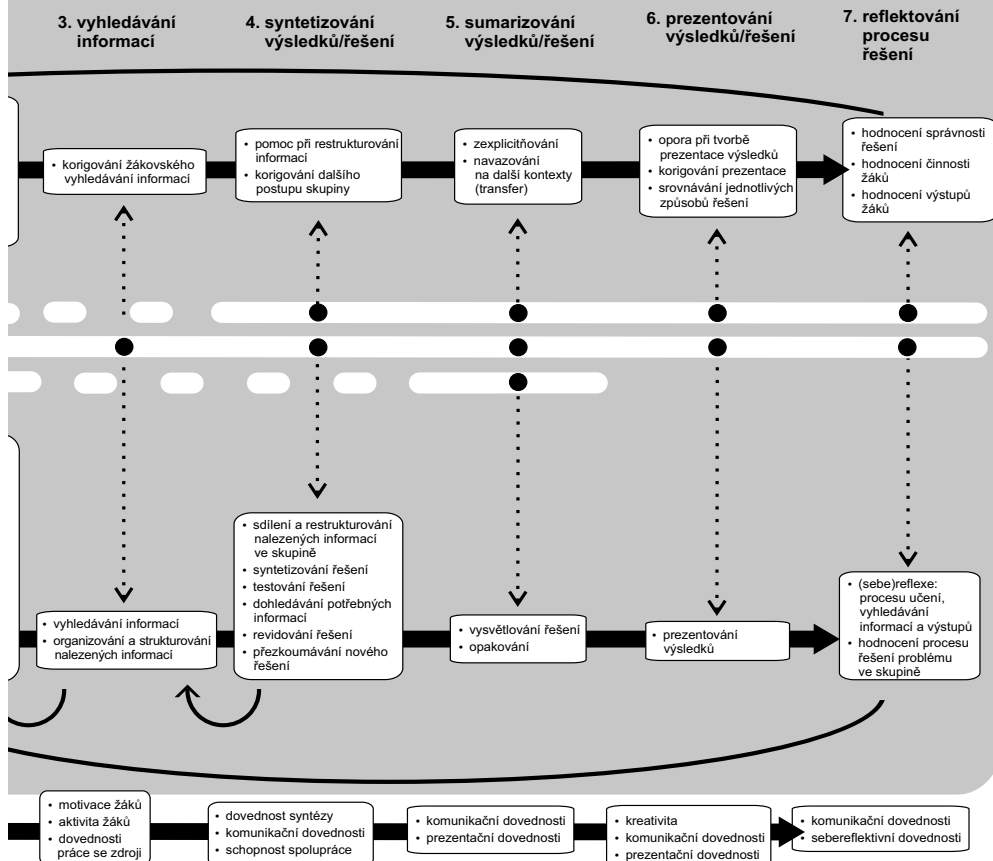 3. vyhledávání
informací
4. syntetizování
výsledků/řešení
5. sumarizování
výsledků/řešení
6. prezentování
výsledků/řešení
7. reflektování
procesu
řešení
• korigování žákovského
vyhledávání informací
• pomoc při restrukturování
informací
• korigování dalšího
postupu skupiny
• zexplicitňování
• navazování
na další kontexty
(transfer)
• opora při tvorbě
prezentace výsledků
• korigování prezentace
• srovnávání jednotlivých
způsobů řešení
• hodnocení správnosti
řešení
• hodnocení činnosti
žáků
• hodnocení výstupů
žáků
• vyhledávání informací
• organizování a strukturování
nalezených informací
• sdílení a restrukturování
nalezených informací
ve skupině
• syntetizování řešení
• testování řešení
• dohledávání potřebných
informací
• revidování řešení
• přezkoumávání nového
řešení
• vysvětlování řešení
• opakování
• prezentování
výsledků
• (sebe)reflexe:
procesu učení,
vyhledávání
informací a výstupů
• hodnocení procesu
řešení problému
ve skupině
• motivace žáků
• aktivita žáků
• dovednosti
práce se zdroji
• dovednost syntézy
• komunikační dovednosti
• schopnost spolupráce
• komunikační dovednosti
• prezentační dovednosti
• kreativita
• komunikační dovednosti
• prezentační dovednosti
• komunikační dovednosti
• sebereflektivní dovednosti